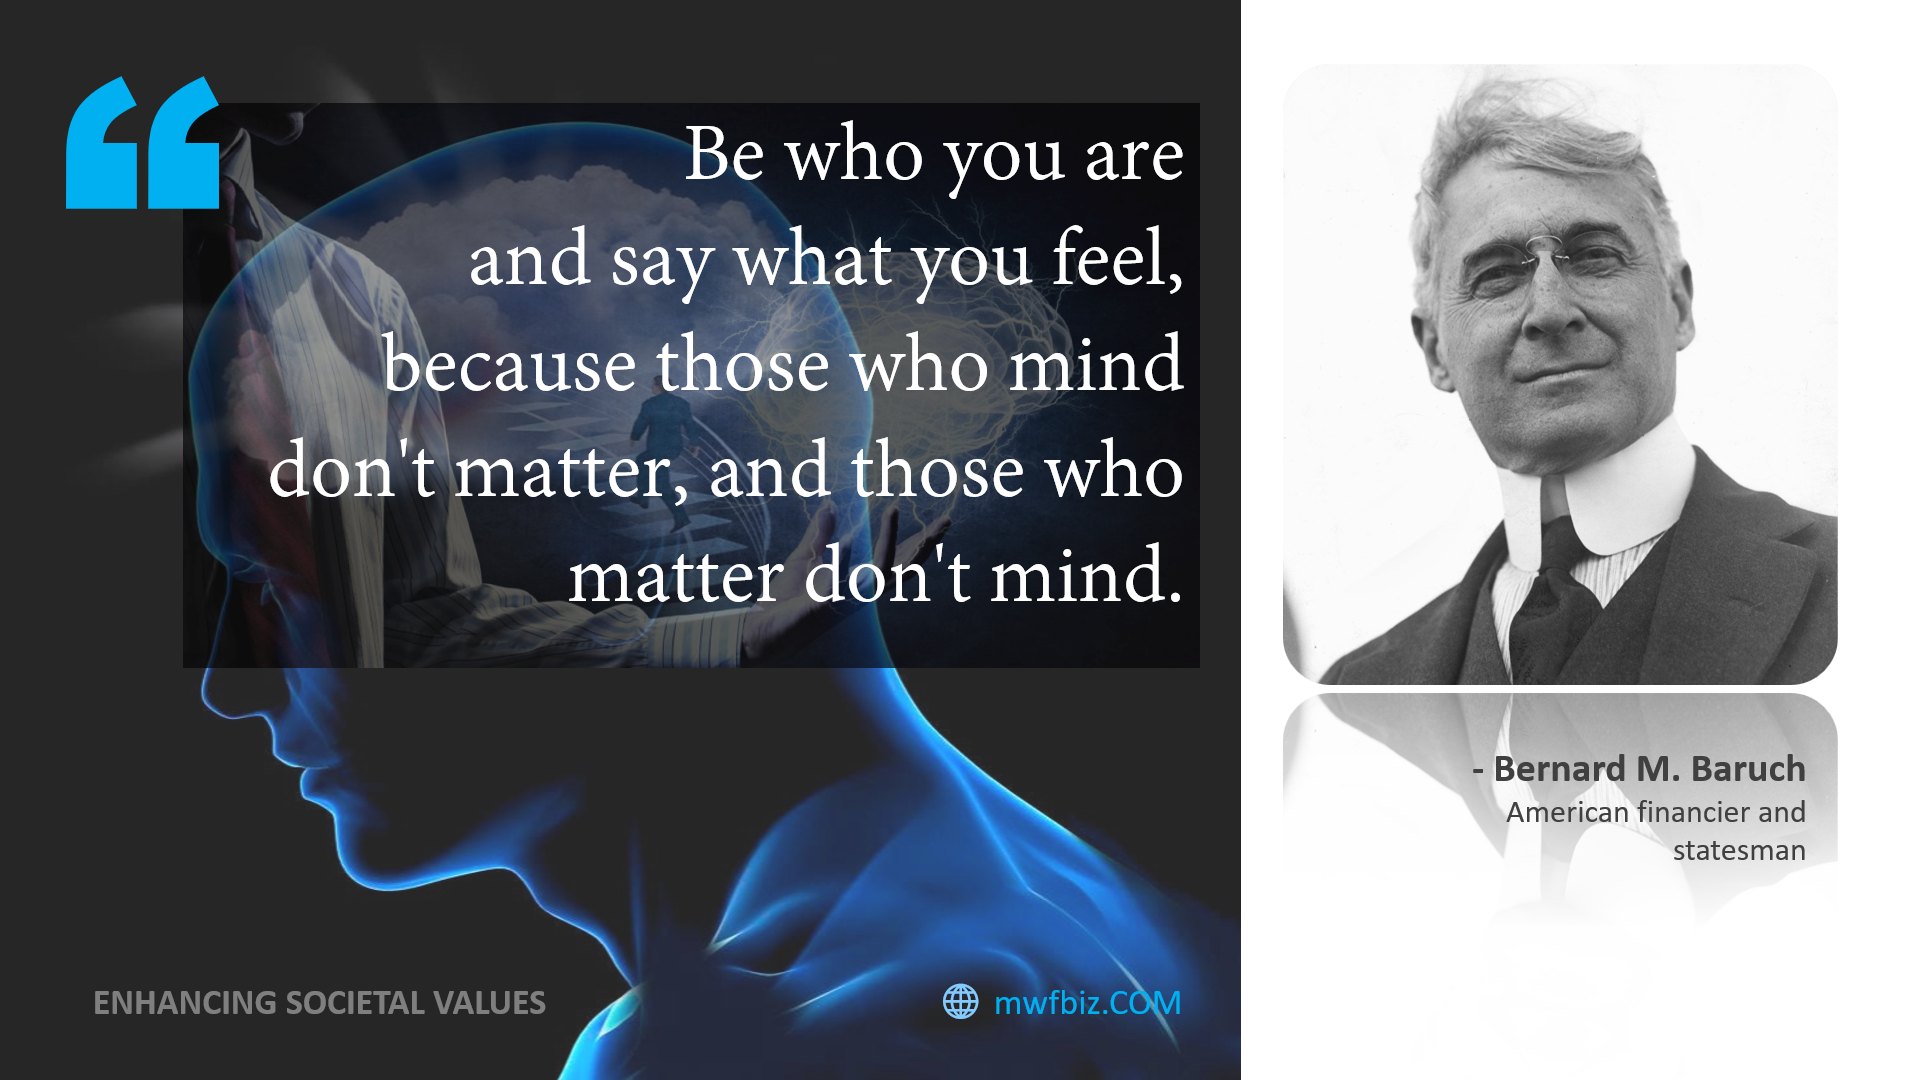 Be who you are
and say what you feel,
because those who mind
don't matter, and those who
matter don't mind.
- Bernard M. Baruch
American financier and
statesman
ENHANCING SOCIETAL VALUES
mwfbiz.COM